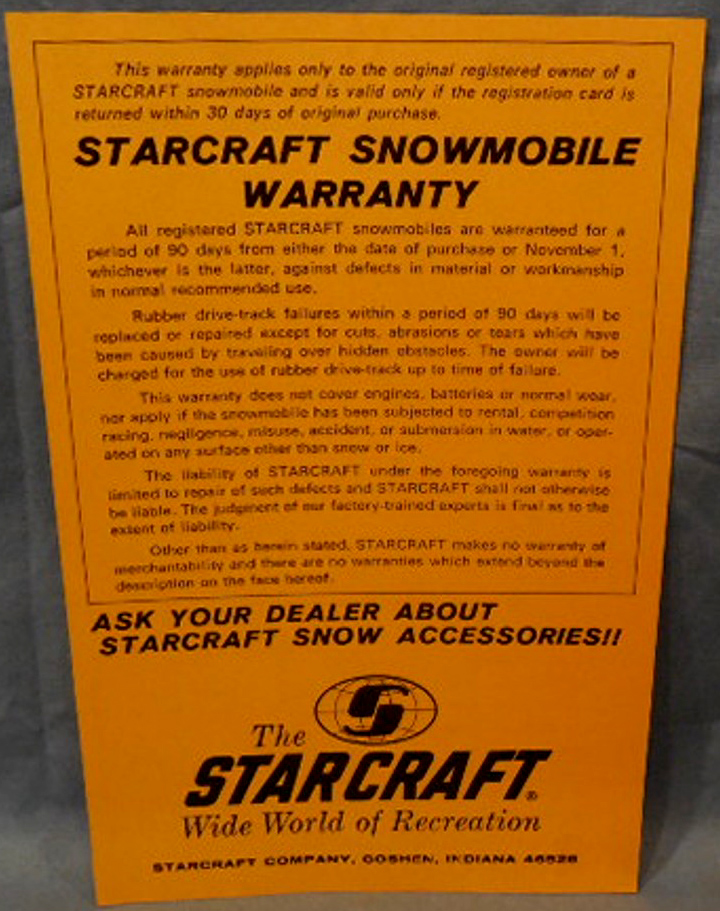 This warranty applies only to the original registered owner of a
STARCRAFT snowmobile and is valid only if the registration card is
returned within 30 days of original purchase.
STARCRAFT SNOWMOBILE
WARRANTY
All registered STARCRAFT snowmobiles are warranteed for a
period of 90 days from either the date of purchase or November 1,
whichever is the latter, against defects in material or workmanship
in normal recommended use.
Rubber drive-track failures within a period of 90 days will be
replaced or repaired except for cuts, abrasions or tears which have
been caused by traveling over hidden obstacles. The owner will be
charged for the use of rubber drive-track up to time of failure.
This warranty does not cover engines, batteries or normal wear,
nor apply if the snowmobile has been subjected to rental, competition
racing, negligence, misuse, accident, or submersion in water, or oper-
ated on any surface other than snow or ice.
The liability of STARCRAFT under the foregoing warranty is
limited to repair of such defects and STARCRAFT shall not otherwise
be liable. The judgment of our factory-trained experts is final as to the
extent of liability.
Other than as herein stated, STARCRAFT makes no warranty of
merchantability and there are no warranties which extend beyond the
description on the face hereof.
ASK YOUR DEALER ABOUT
STARCRAFT SNOW ACCESSORIES!!
S
The
STARCRAFT®
Wide World of Recreation
STARCRAFT COMPANY, GOSHEN, INDIANA 46526